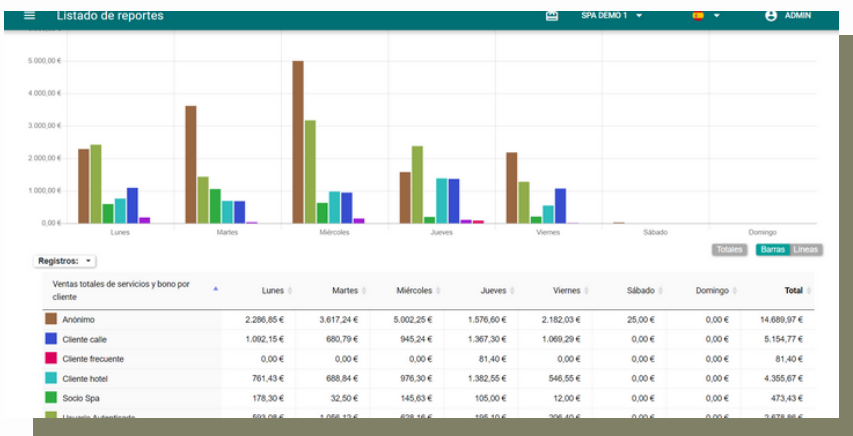 Listado de reportes
SPA DEMO 1
ADMIN
5.000,00 €
4.000,00 €
3.000,00 €
2.000,00 €
1.000,00 €
0,00 €
Lunes Martes Miércoles Jueves Viernes Sábado Domingo
Totales Barras Lineas
Registros:
Ventas totales de servicios y bono por cliente Lunes Martes Miércoles Jueves Viernes Sábado Domingo Total
Anónimo 2.286,85 € 3.617,24 € 5.002,25 € 1.576,60 € 2.182,03 € 25,00 € 0,00 € 14.689,97 €
Cliente calle 1.092,15 € 680,79 € 945,24 € 1.367,30 € 1.069,29 € 0,00 € 0,00 € 5.154,77 €
Cliente frecuente 0,00 € 0,00 € 0,00 € 81,40 € 0,00 € 0,00 € 0,00 € 81,40 €
Cliente hotel 761,43 € 688,84 € 976,30 € 1.382,55 € 546,55 € 0,00 € 0,00 € 4.355,67 €
Socio Spa 178,30 € 32,50 € 145,63 € 105,00 € 12,00 € 0,00 € 0,00 € 473,43 €